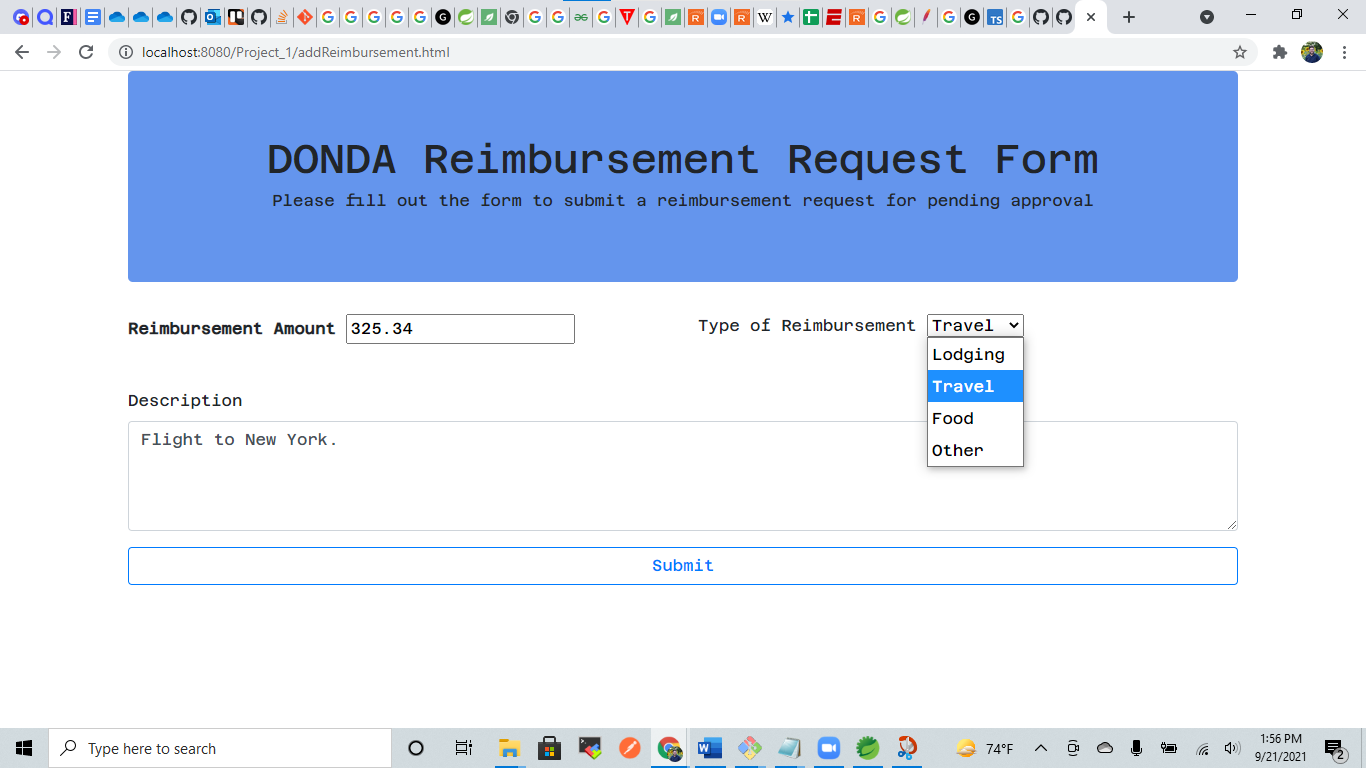 localhost:8080/Project_1/addReimbursement.html
DONDA Reimbursement Request Form
Please fill out the form to submit a reimbursement request for pending approval
Reimbursement Amount 325.34
Type of Reimbursement Travel
Lodging
Travel
Food
Other
Description
Flight to New York.
Submit
Type here to search
74°F
1:56 PM
9/21/2021
2